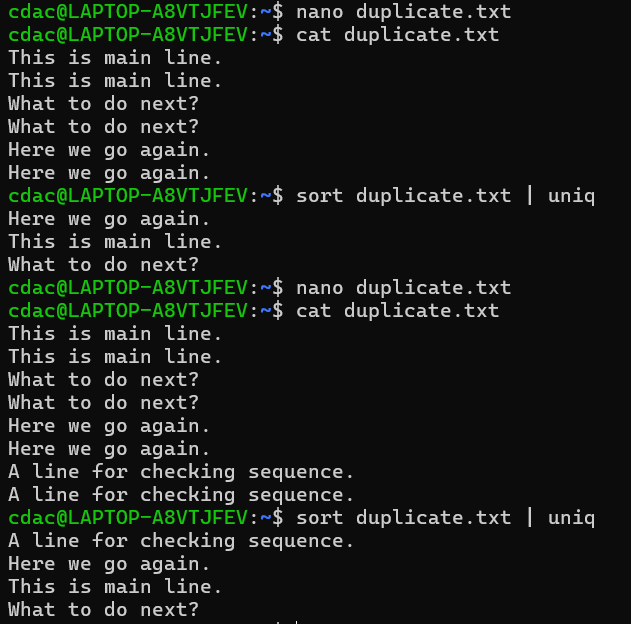 cdac@LAPTOP-A8VTJFEV:~$ nano duplicate.txt
cdac@LAPTOP-A8VTJFEV:~$ cat duplicate.txt
This is main line.
This is main line.
What to do next?
What to do next?
Here we go again.
Here we go again.
cdac@LAPTOP-A8VTJFEV:~$ sort duplicate.txt | uniq
Here we go again.
This is main line.
What to do next?
cdac@LAPTOP-A8VTJFEV:~$ nano duplicate.txt
cdac@LAPTOP-A8VTJFEV:~$ cat duplicate.txt
This is main line.
This is main line.
What to do next?
What to do next?
Here we go again.
Here we go again.
A line for checking sequence.
A line for checking sequence.
cdac@LAPTOP-A8VTJFEV:~$ sort duplicate.txt | uniq
A line for checking sequence.
Here we go again.
This is main line.
What to do next?